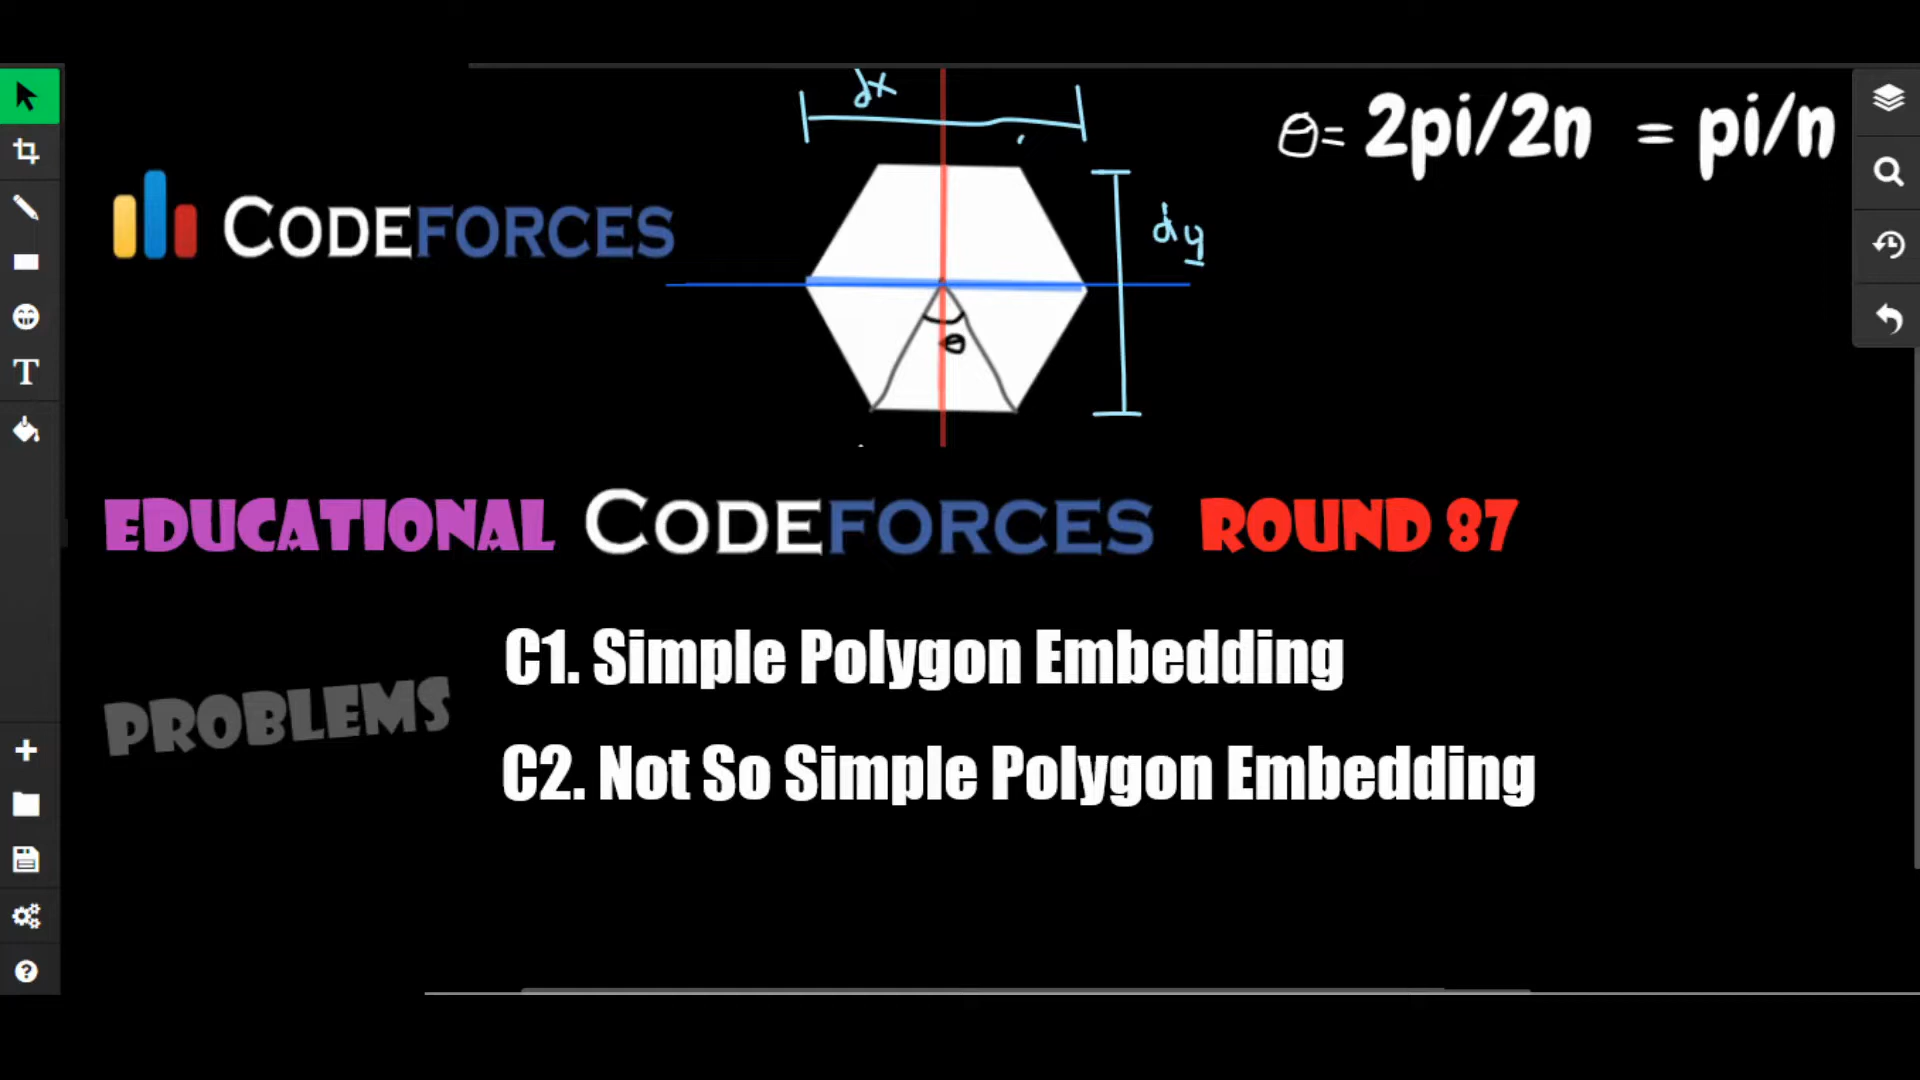 dx
θ= 2pi/2n = pi/n
CODEFORCES
dy
θ
EDUCATIONAL CODEFORCES ROUND 87
C1. Simple Polygon Embedding
PROBLEMS
C2. Not So Simple Polygon Embedding